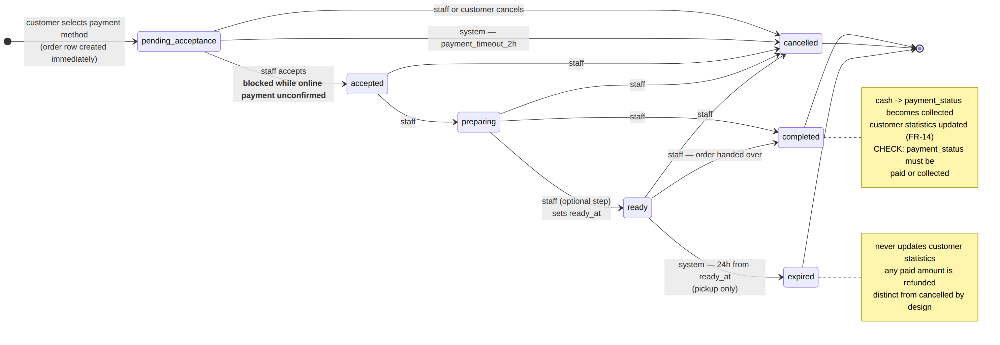 customer selects payment
method
(order row created
immediately)
pending_acceptance
staff or customer cancels
system —
payment_timeout_2h
staff accepts
blocked while online
payment unconfirmed
accepted
staff
staff
preparing
staff
staff
staff
staff — order handed over
staff (optional step)
sets ready_at
ready
system — 24h from
ready_at
(pickup only)
cancelled
completed
expired
cash -> payment_status
becomes collected
customer statistics updated
(FR-14)
CHECK: payment_status
must be
paid or collected
never updates customer
statistics
any paid amount is
refunded
distinct from cancelled by
design